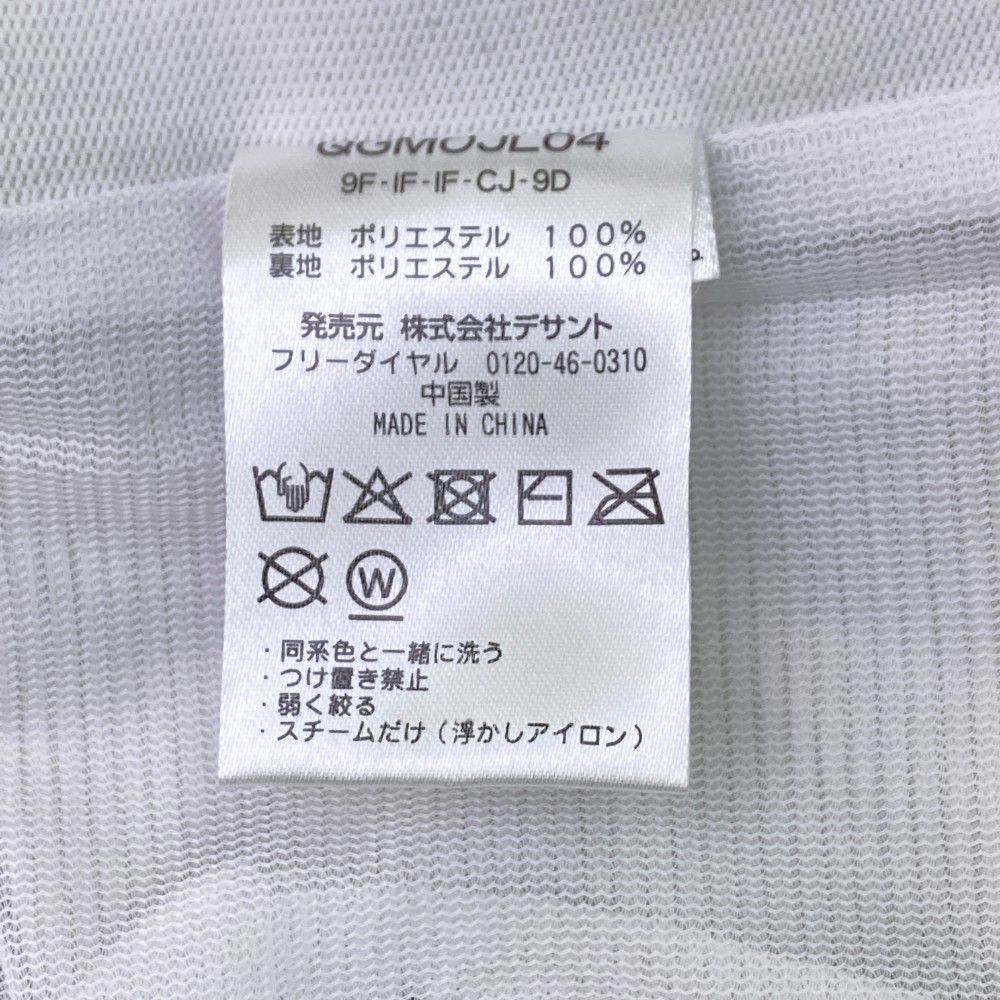 QGMOJL04
9F-IF-IF-CJ-9D
表地 ポリエステル 100%
裏地 ポリエステル 100%
発売元 株式会社デサント
フリーダイヤル 0120-46-0310
中国製
MADE IN CHINA
W
・同系色と一緒に洗う
・つけ置き禁止
・弱く絞る
・スチームだけ(浮かしアイロン)